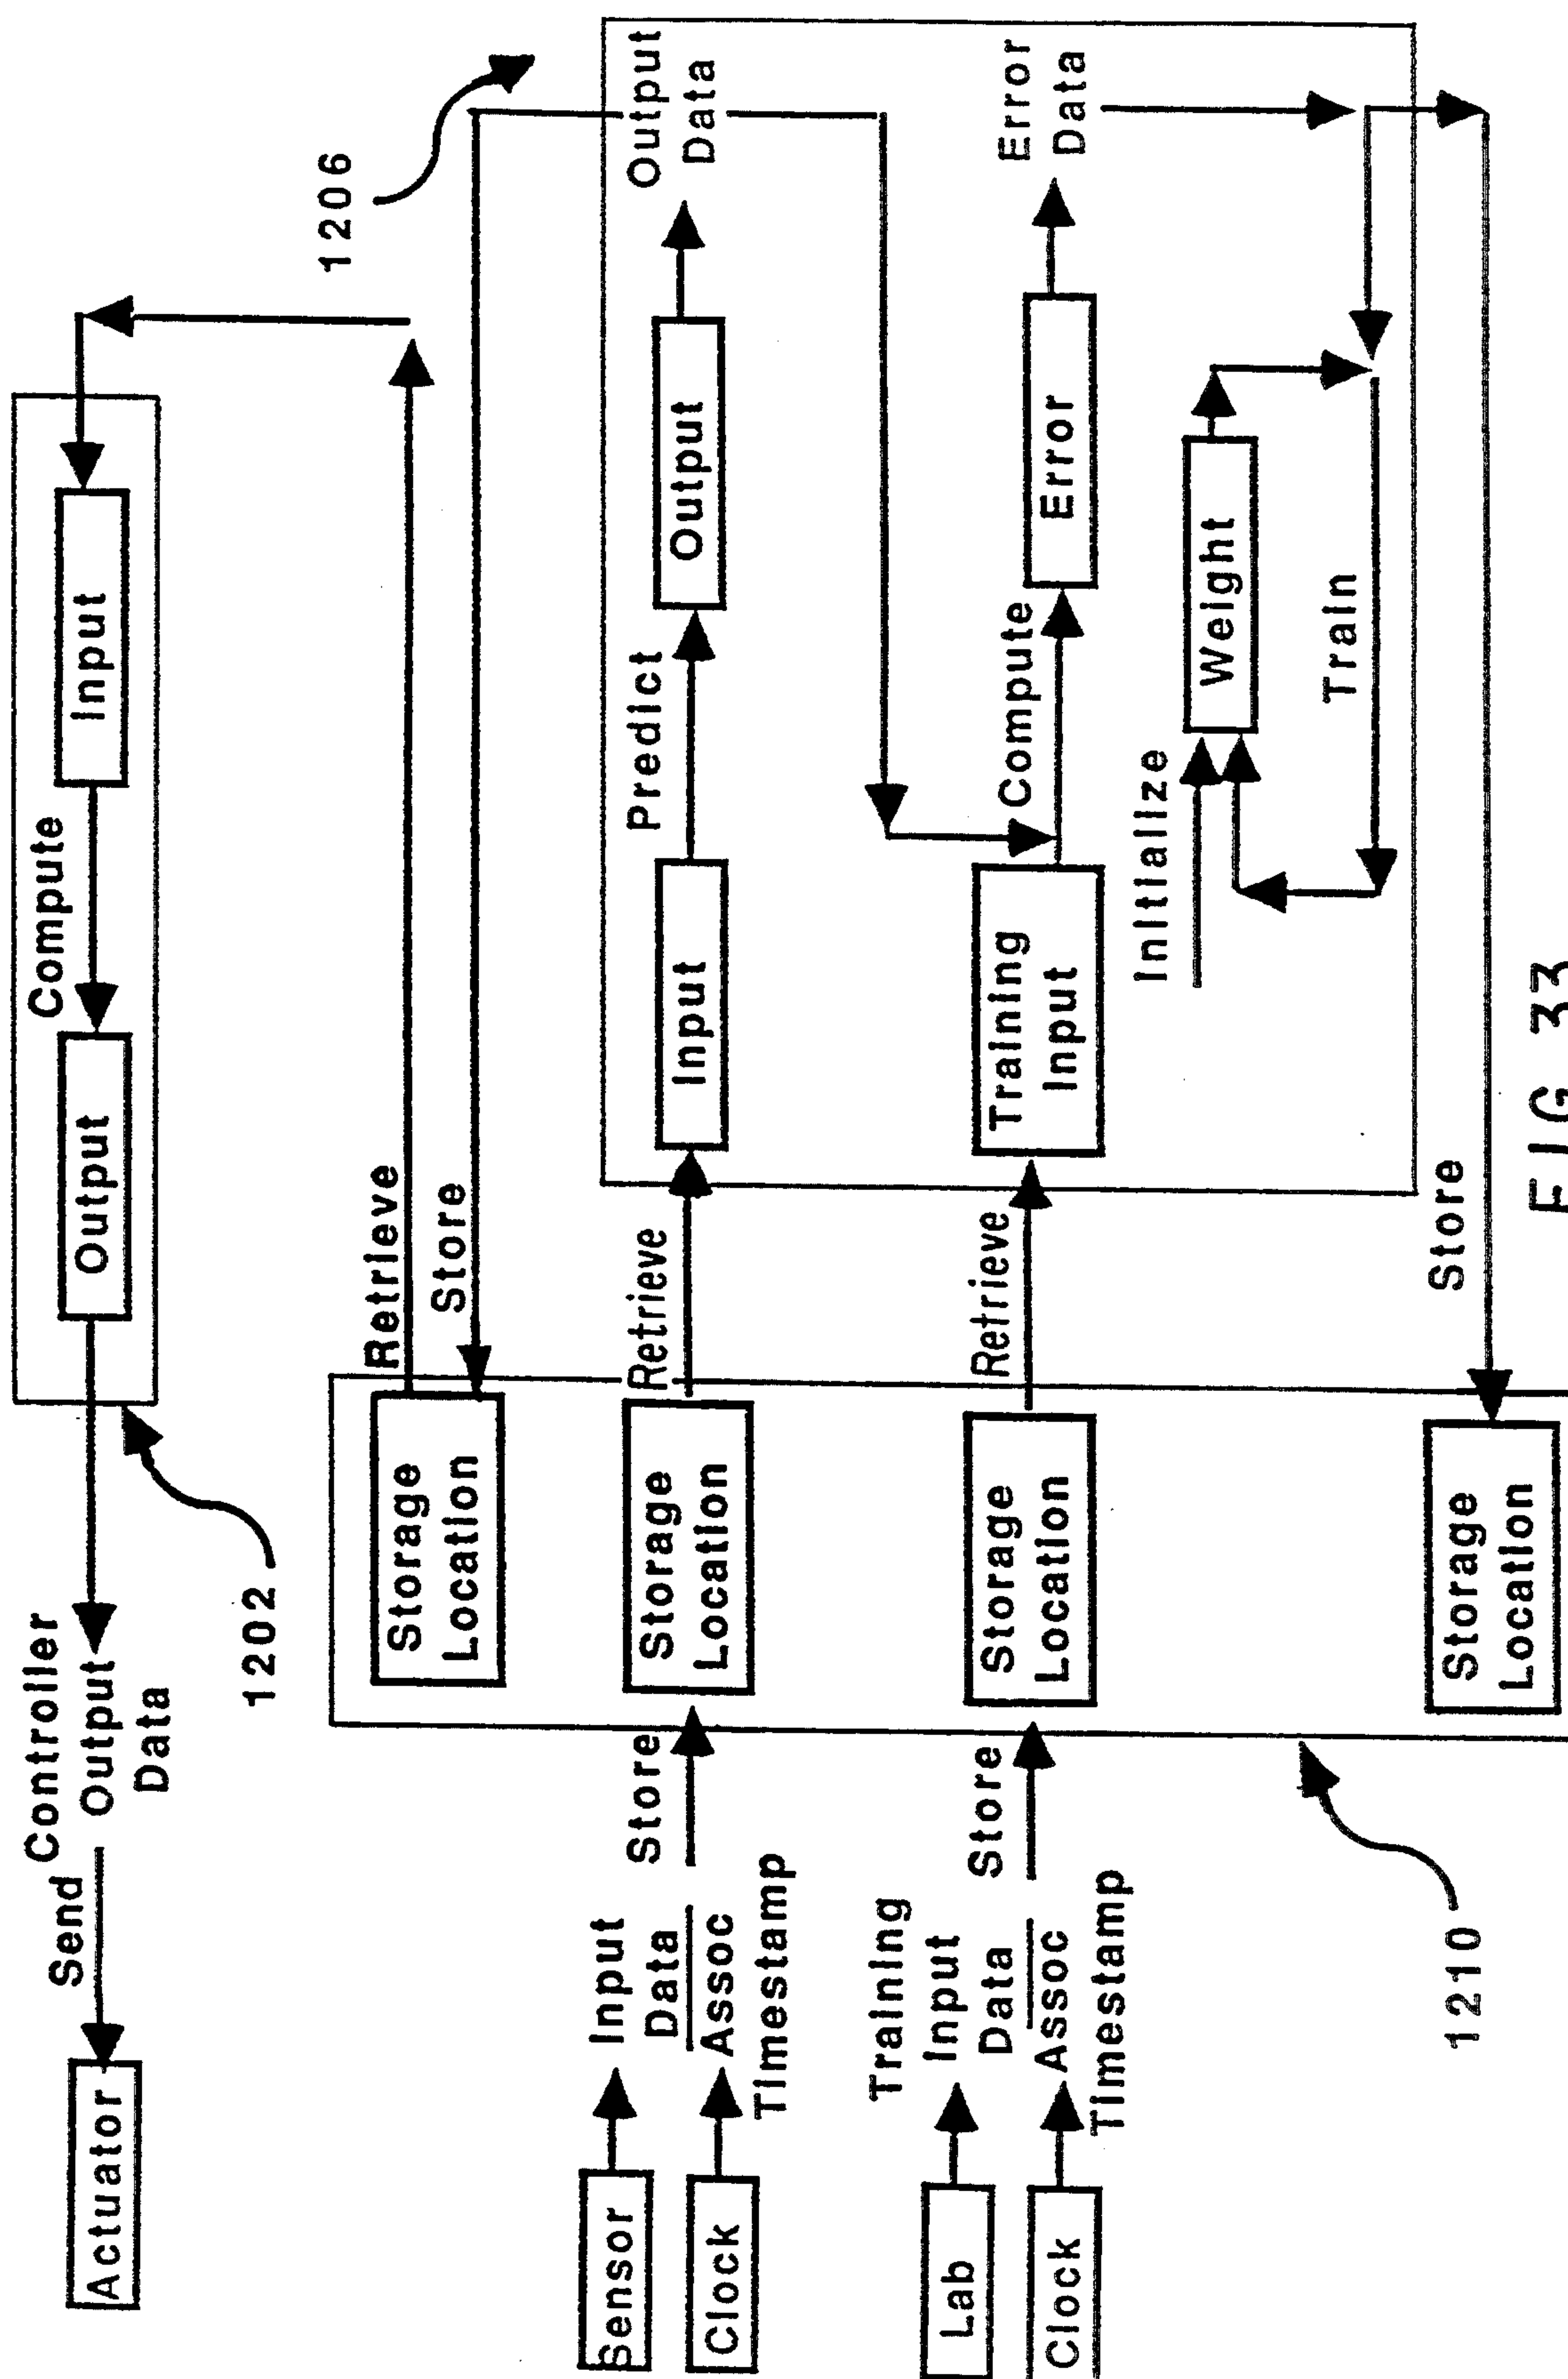 Actuator
Send
Controller
Output
Data
Output
Compute
Input
1202
1206
Retrieve
Store
Storage
Location
Sensor
Input
Data
Clock
Assoc
Timestamp
Store
Storage
Location
Retrieve
Input
Predict
Output
Output
Data
Lab
Training
Input
Data
Clock
Assoc
Timestamp
Store
Storage
Location
Retrieve
Training
Input
Compute
Error
Error
Data
Initialize
Weight
Train
1210
Storage
Location
Store
FIG 33